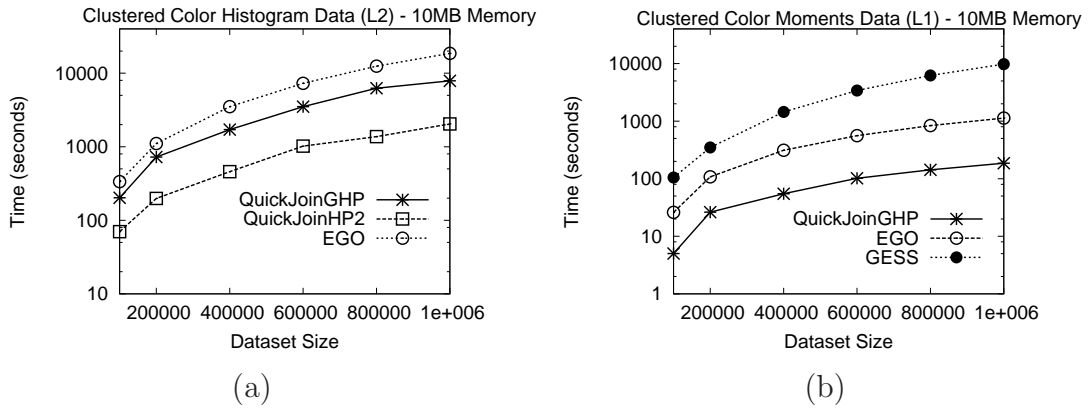 Clustered Color Histogram Data (L2) - 10MB Memory
10000
1000
100
10
Time (seconds)
QuickJoinGHP
QuickJoinHP2
EGO
200000 400000 600000 800000 1e+006
Dataset Size
(a)
Clustered Color Moments Data (L1) - 10MB Memory
10000
1000
100
10
1
Time (seconds)
QuickJoinGHP
EGO
GESS
200000 400000 600000 800000 1e+006
Dataset Size
(b)